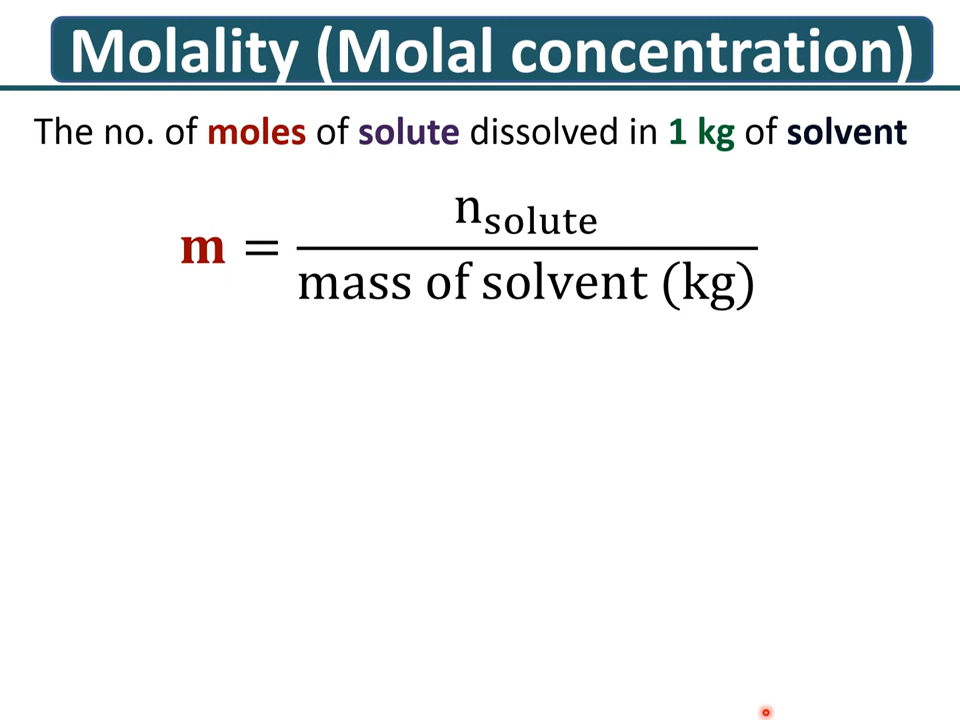 Molality (Molal concentration)
The no. of moles of solute dissolved in 1 kg of solvent
m = n_solute / mass of solvent (kg)